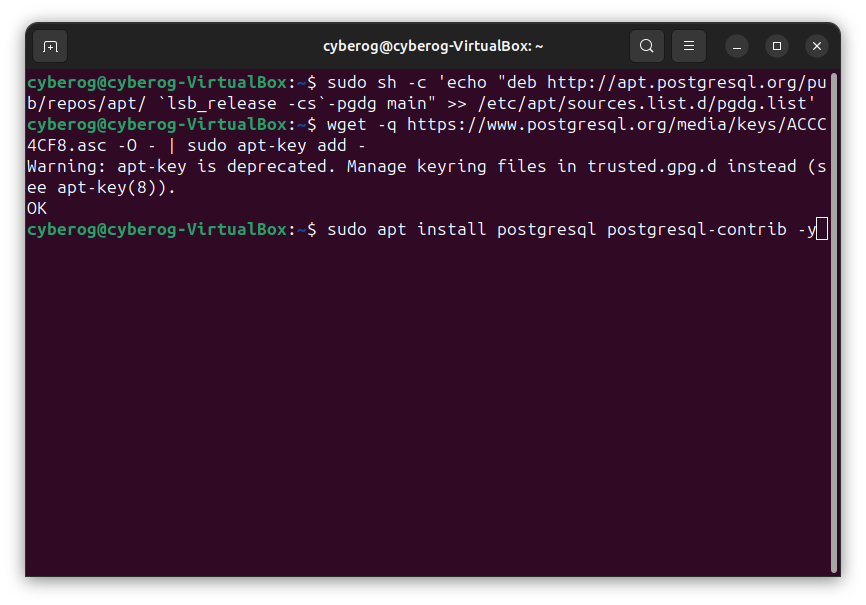 cyberog@cyberog-VirtualBox: ~
cyberog@cyberog-VirtualBox:~$ sudo sh -c 'echo "deb http://apt.postgresql.org/pu
b/repos/apt/ `lsb_release -cs`-pgdg main" >> /etc/apt/sources.list.d/pgdg.list'
cyberog@cyberog-VirtualBox:~$ wget -q https://www.postgresql.org/media/keys/ACCC
4CF8.asc -O - | sudo apt-key add -
Warning: apt-key is deprecated. Manage keyring files in trusted.gpg.d instead (s
ee apt-key(8)).
OK
cyberog@cyberog-VirtualBox:~$ sudo apt install postgresql postgresql-contrib -y